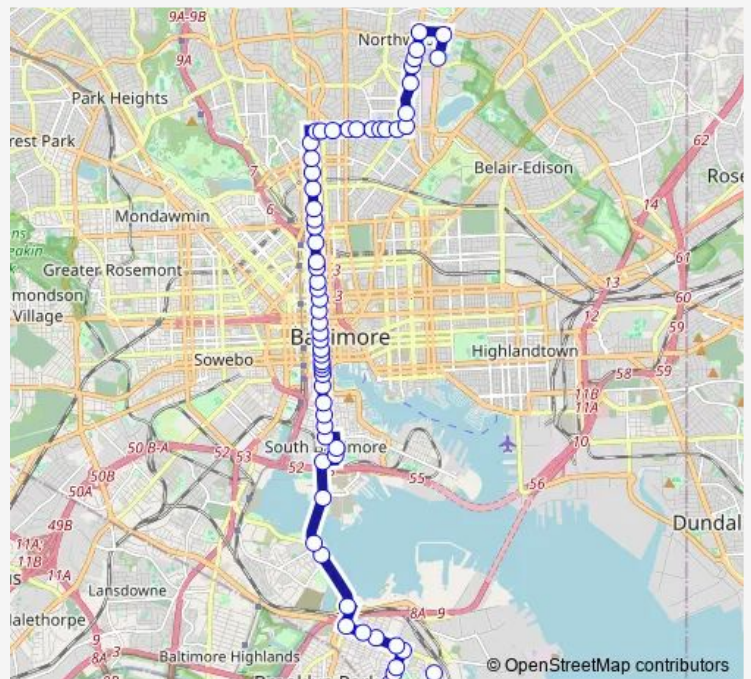 9A-9B
Northw
9A
Park Heights
rest Park
62
7
Belair-Edison
Rose
6
14
Mondawmin
61
Greater Rosemont
3
13
60
mondson
Village
3
12
59
Baltimore
Highlandtown
Sowebo
58
59
11B
11A
10
50 B-A
52
53
South B
more
52
55
56
50B
50A
49B
Dundal
11A;
11B
11A
Lansdowne
8A
9
alethorpe
9
3
8A
Baltimore Highlands
© OpenStreetMap contributors